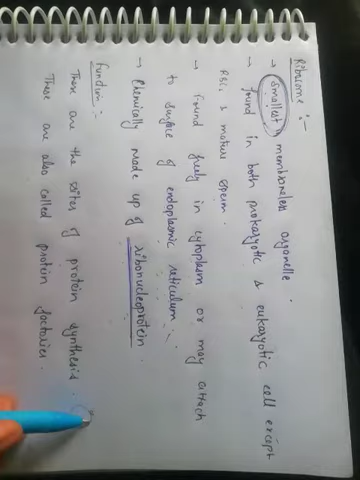 Ribosome :-
→ Smallest membraneless organelle.
→ found in both prokaryotic & eukaryotic cell except
RBCs & mature sperm.
→ found freely in cytoplasm or may attach
to surface of endoplasmic reticulum.
→ Chemically made up of ribonucleoprotein.
Function :-
These are the sites of protein synthesis.
These are also called protein factories.